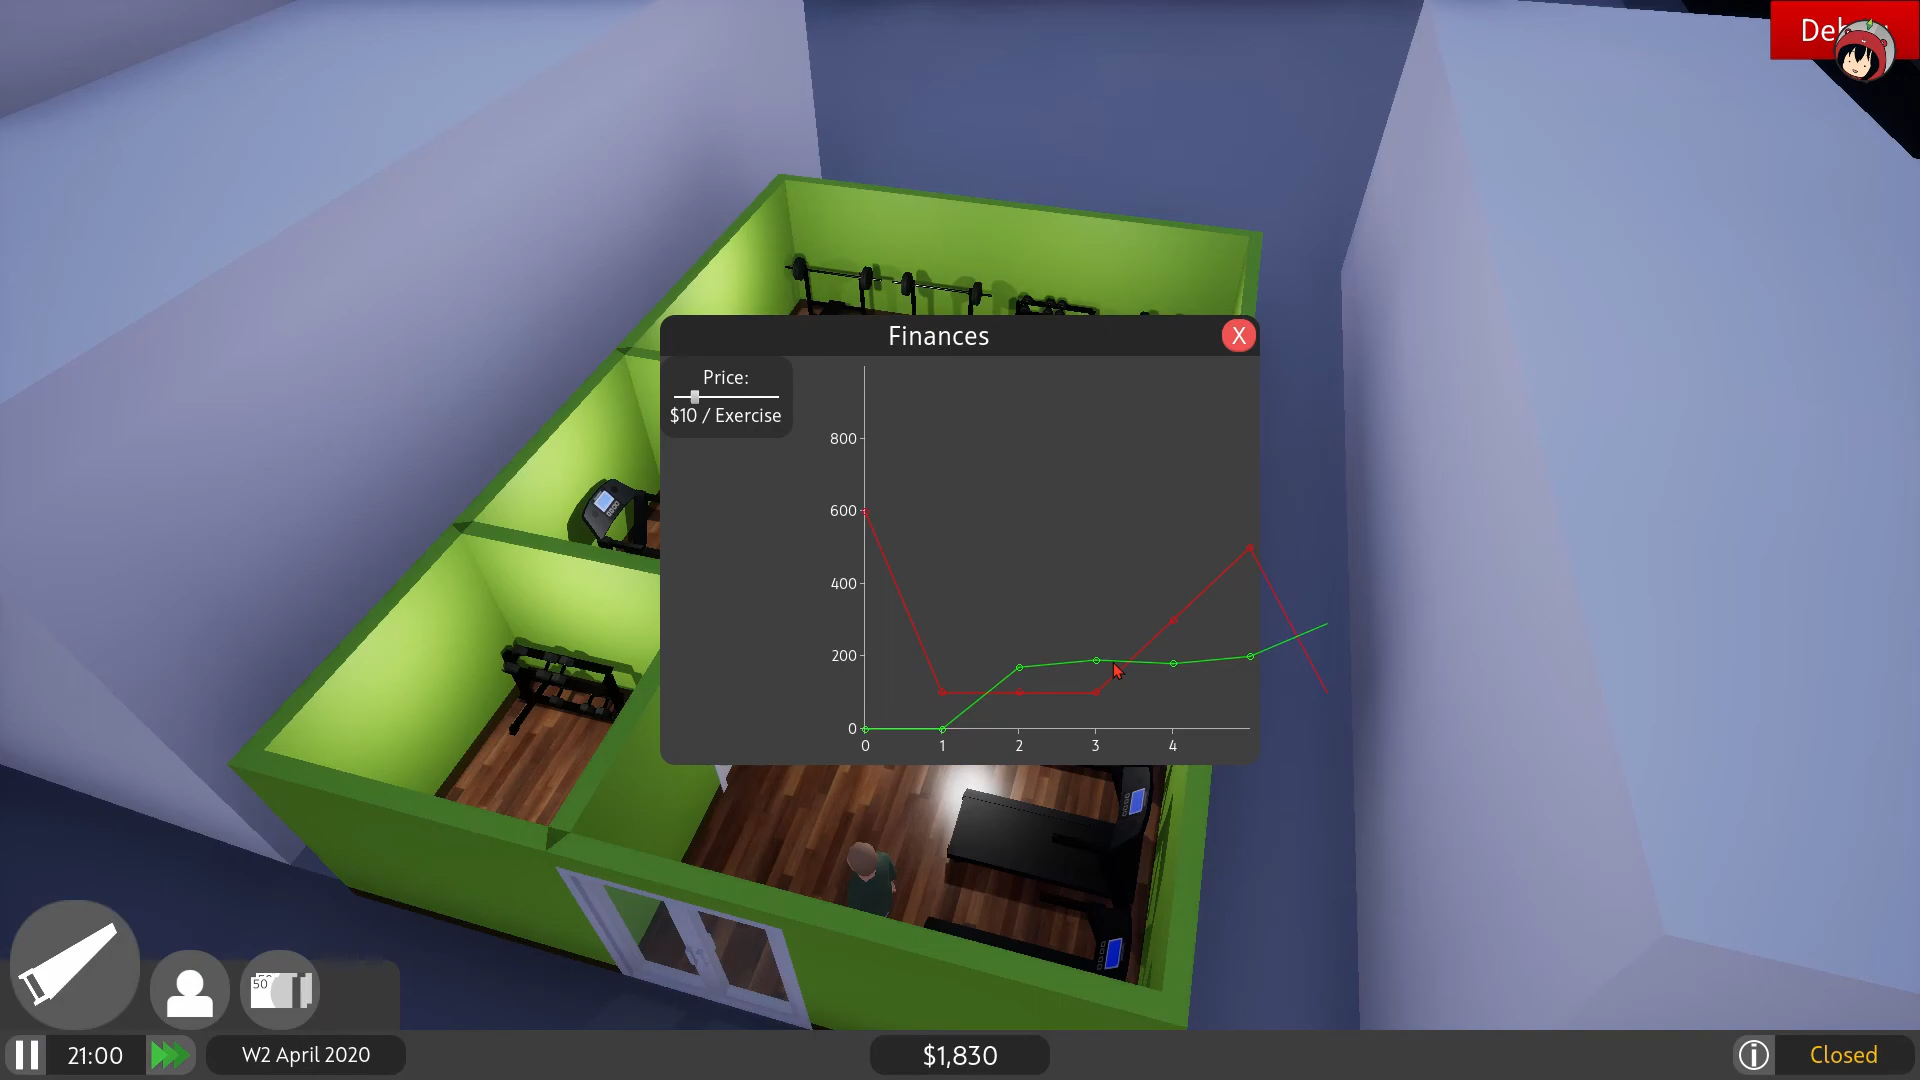 Finances
X
Price:
$10 / Exercise
800
600
400
200
0
0 1 2 3 4
50
21:00
W2 April 2020
$1,830
Closed